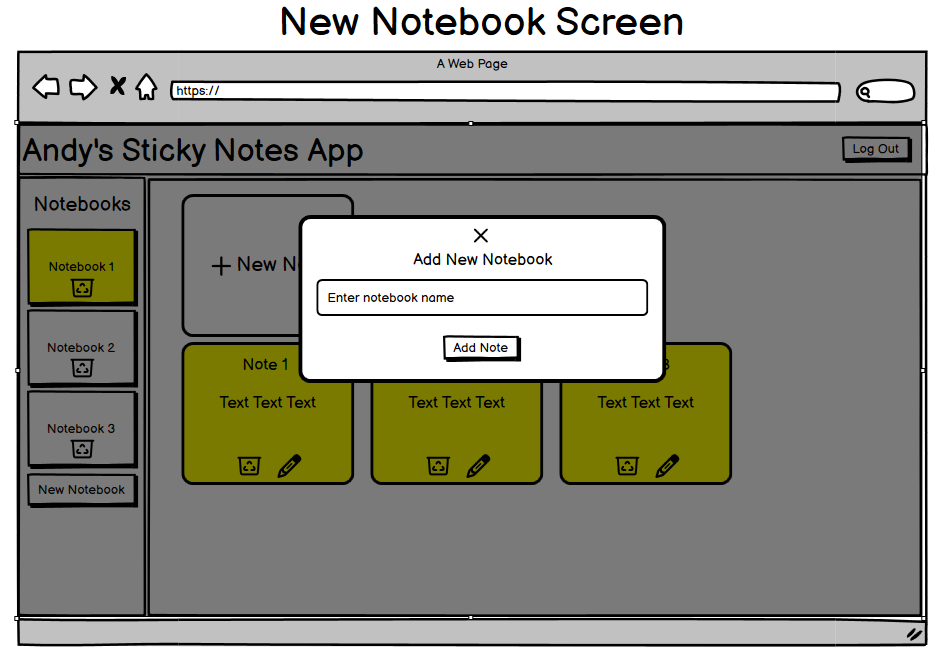 New Notebook Screen
A Web Page
https://
Andy's Sticky Notes App
Log Out
Notebooks
Notebook 1
Notebook 2
Notebook 3
New Notebook
+ New No
Add New Notebook
Enter notebook name
Add Note
Note 1
3
Text Text Text
Text Text Text
Text Text Text